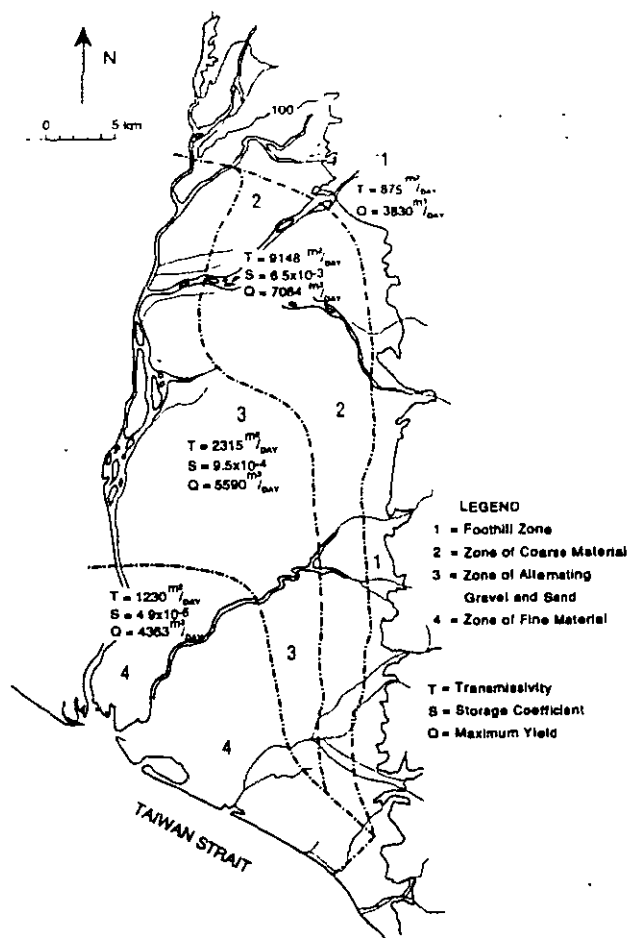 N
0 5 km
100
1
T = 875 m²/DAY
Q = 3830 m³/DAY
2
T = 9148 m²/DAY
S = 6.5x10-3
Q = 7084 m³/DAY
3
2
T = 2315 m²/DAY
S = 9.5x10-4
Q = 5590 m³/DAY
LEGEND
1 = Foothill Zone
2 = Zone of Coarse Material
3 = Zone of Alternating
Gravel and Sand
4 = Zone of Fine Material
1
T = 1230 m²/DAY
S = 4.9x10-5
Q = 4363 m³/DAY
3
4
T = Transmissivity
S = Storage Coefficient
Q = Maximum Yield
4
TAIWAN STRAIT